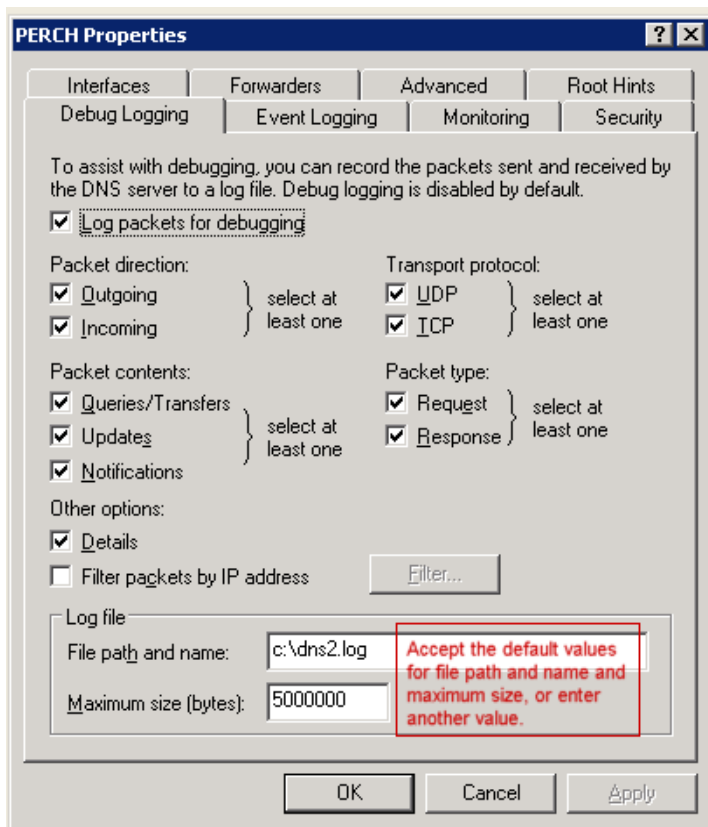 PERCH Properties
Interfaces Forwarders Advanced Root Hints
Debug Logging Event Logging Monitoring Security
To assist with debugging, you can record the packets sent and received by
the DNS server to a log file. Debug logging is disabled by default.
Log packets for debugging
Packet direction: Transport protocol:
Outgoing UDP
select at select at
least one least one
Incoming TCP
Packet contents: Packet type:
Queries/Transfers Request
select at
least one
Updates Response
select at
least one
Notifications
Other options:
Details
Filter packets by IP address Filter...
Log file
File path and name: c:\dns2.log
Maximum size (bytes): 5000000
Accept the default values
for file path and name and
maximum size, or enter
another value.
OK Cancel Apply